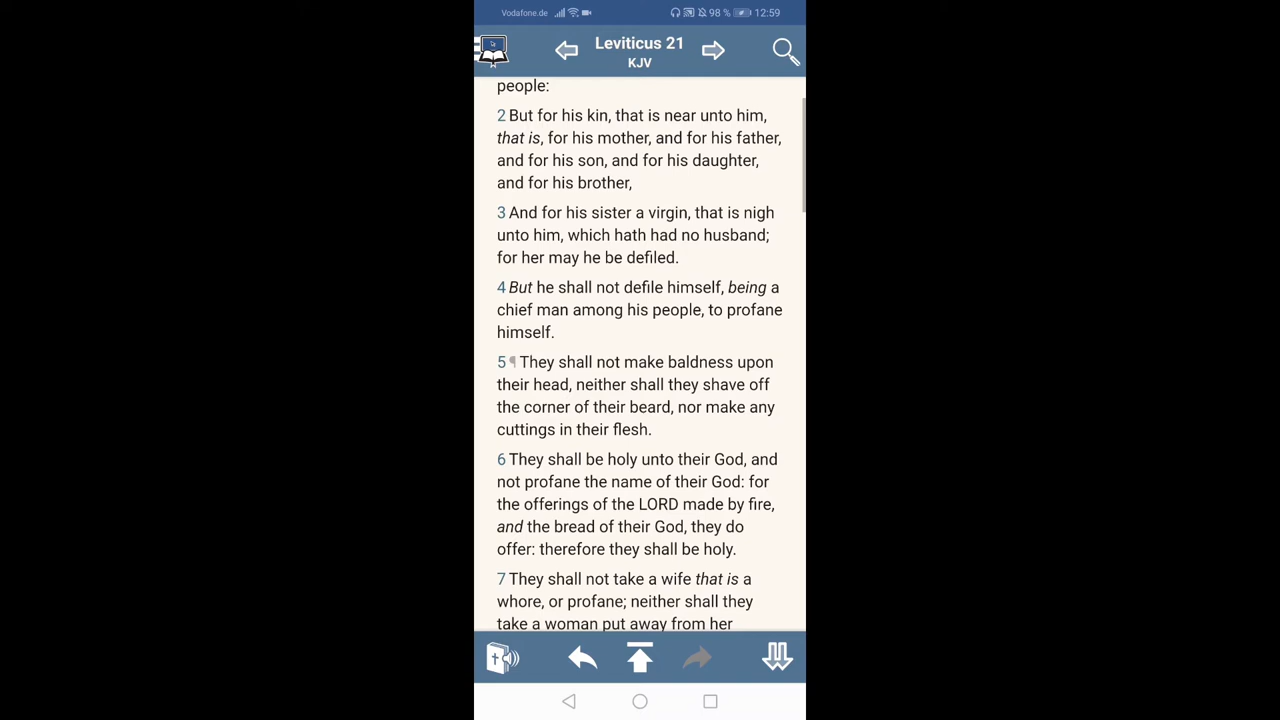 Vodafone.de 98 % 12:59
Leviticus 21
KJV
people:
2 But for his kin, that is near unto him,
that is, for his mother, and for his father,
and for his son, and for his daughter,
and for his brother,
3 And for his sister a virgin, that is nigh
unto him, which hath had no husband;
for her may he be defiled.
4 But he shall not defile himself, being a
chief man among his people, to profane
himself.
5 ¶ They shall not make baldness upon
their head, neither shall they shave off
the corner of their beard, nor make any
cuttings in their flesh.
6 They shall be holy unto their God, and
not profane the name of their God: for
the offerings of the LORD made by fire,
and the bread of their God, they do
offer: therefore they shall be holy.
7 They shall not take a wife that is a
whore, or profane; neither shall they
take a woman put away from her